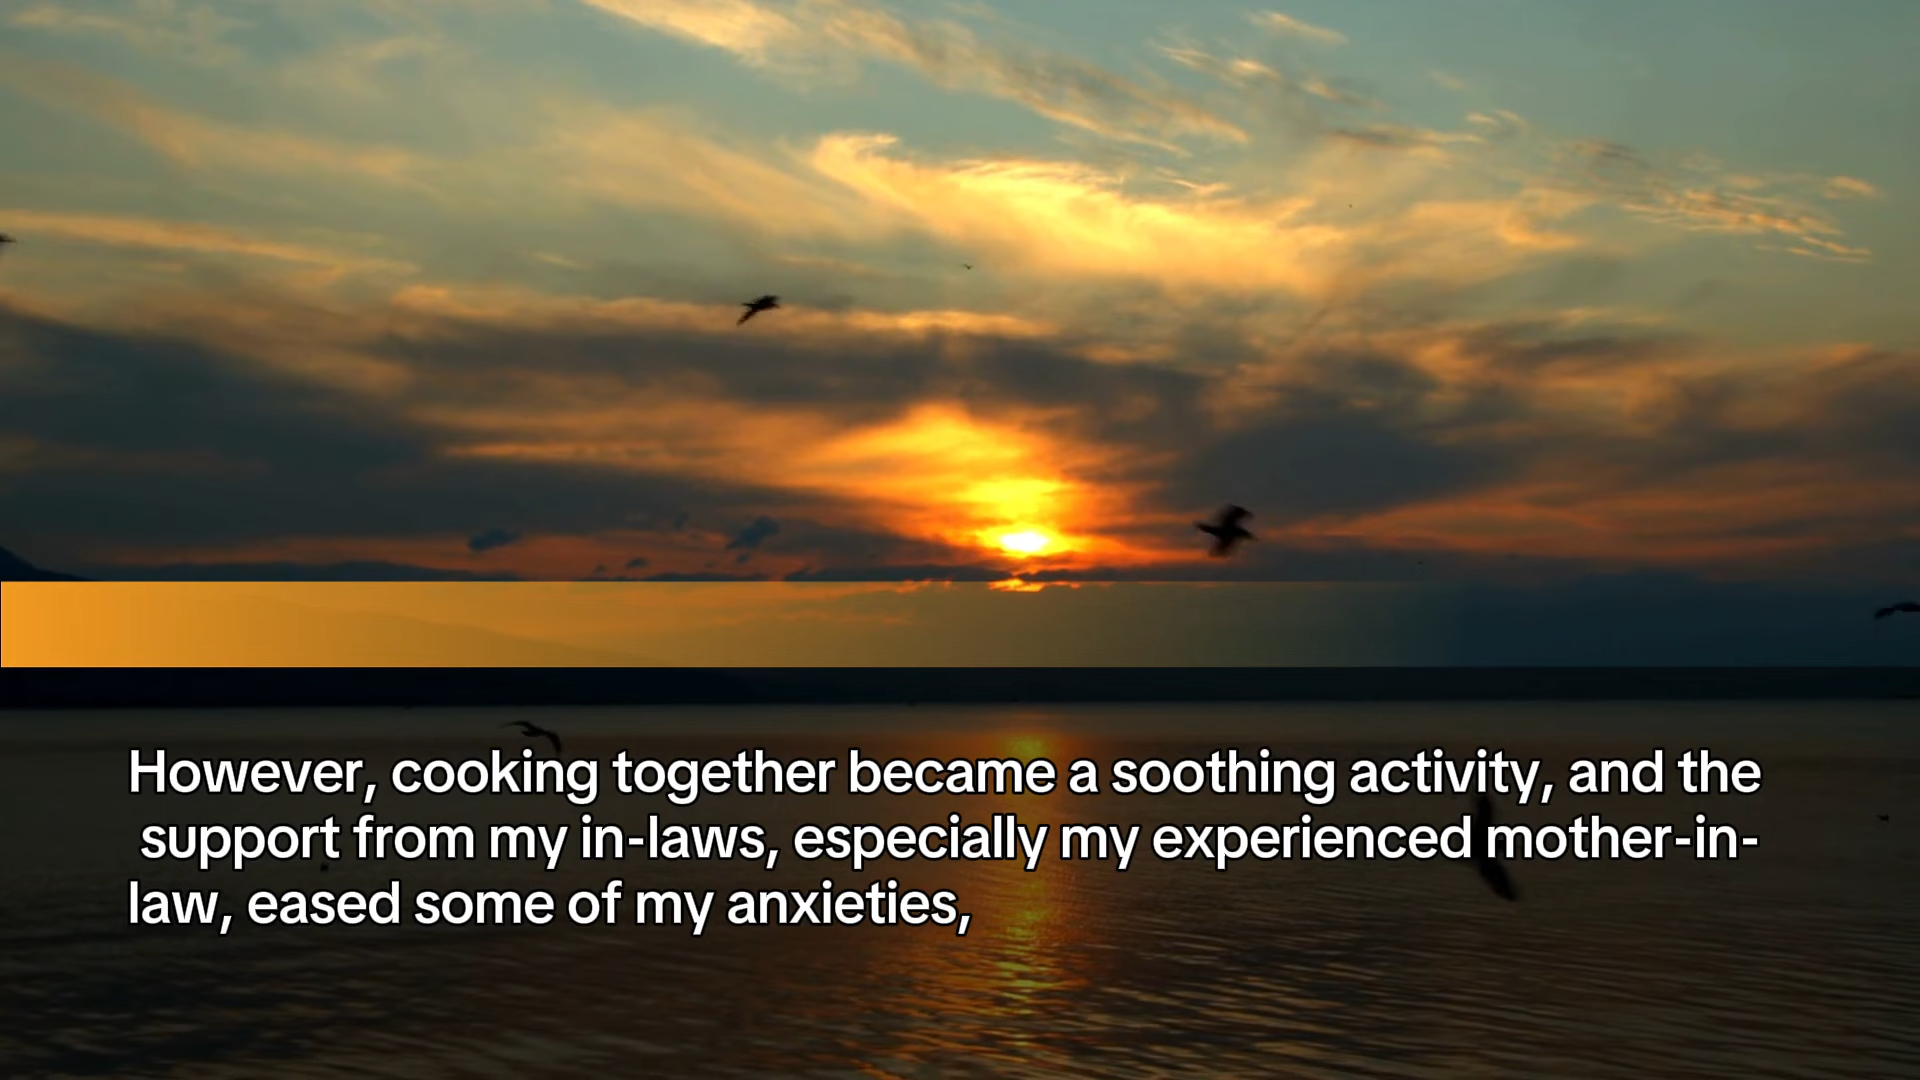 However, cooking together became a soothing activity, and the
support from my in-laws, especially my experienced mother-in-
law, eased some of my anxieties,